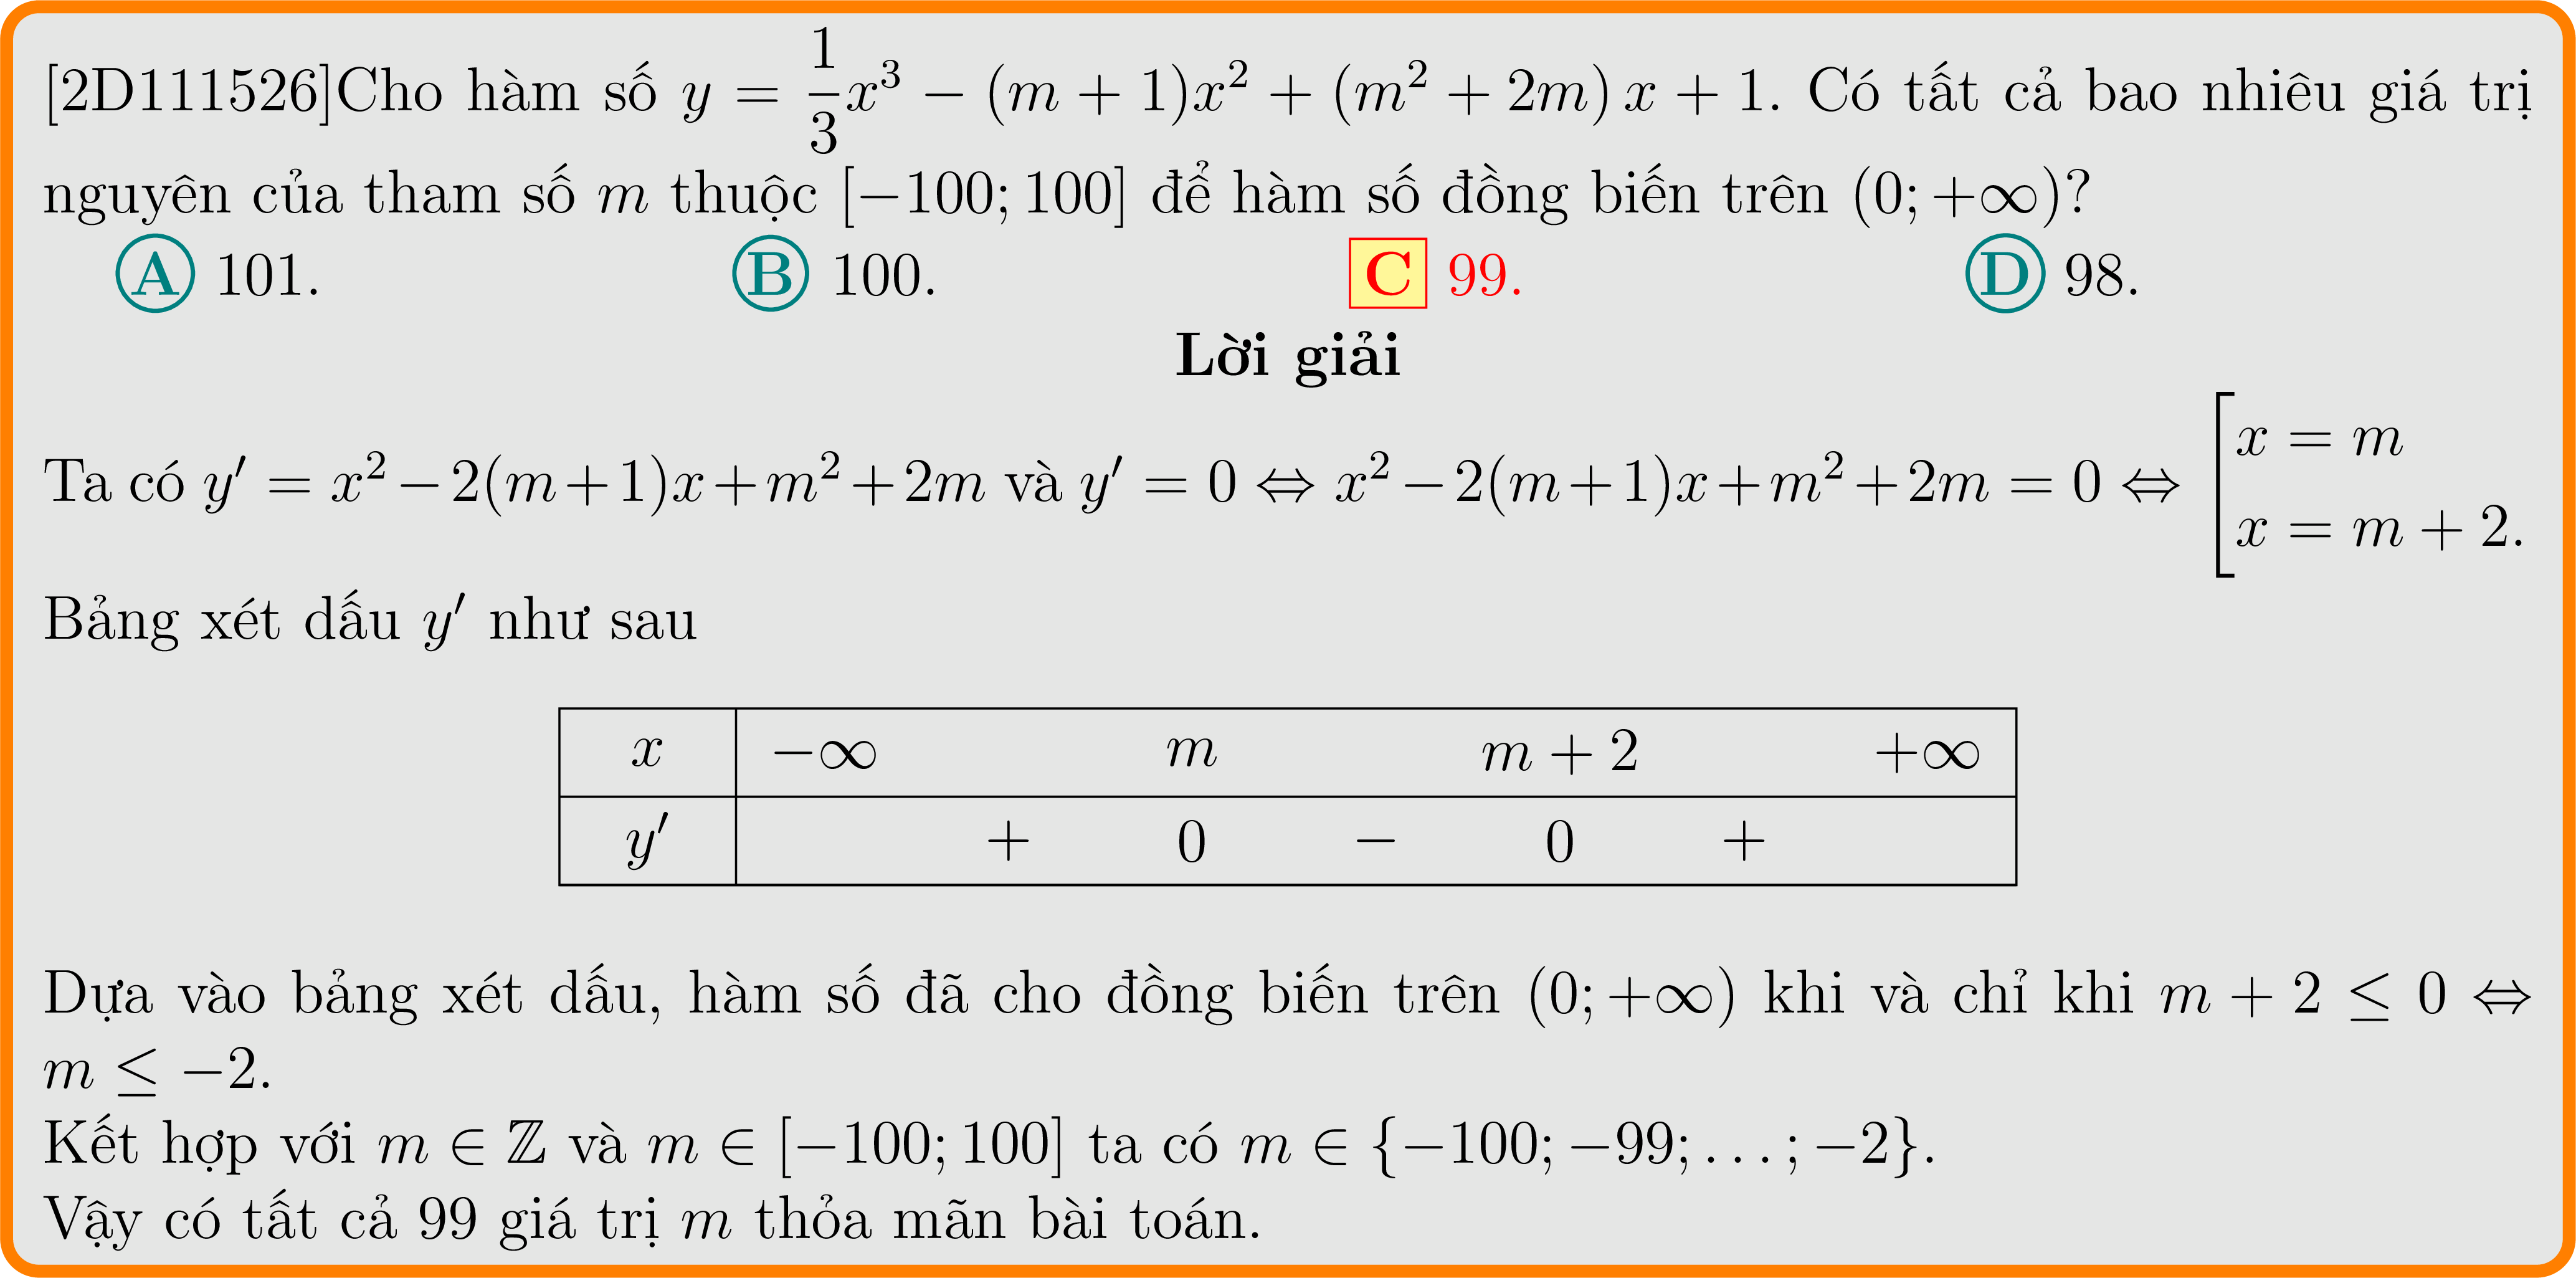 [2D111526]Cho hàm số $y = \dfrac{1}{3}x^3 - (m+1)x^2 + (m^2+2m)\,x + 1$. Có tất cả bao nhiêu giá trị
nguyên của tham số $m$ thuộc $[-100; 100]$ để hàm số đồng biến trên $(0; +\infty)$?
A 101. B 100. C 99. D 98.
Lời giải
Ta có $y' = x^2 - 2(m+1)x + m^2 + 2m$ và $y' = 0 \Leftrightarrow x^2 - 2(m+1)x + m^2 + 2m = 0 \Leftrightarrow \left[\begin{array}{l} x = m \\ x = m+2. \end{array}\right.$
Bảng xét dấu $y'$ như sau
$x$ $-\infty$ $m$ $m+2$ $+\infty$
$y'$ $+$ $0$ $-$ $0$ $+$
Dựa vào bảng xét dấu, hàm số đã cho đồng biến trên $(0; +\infty)$ khi và chỉ khi $m + 2 \leq 0 \Leftrightarrow$
$m \leq -2$.
Kết hợp với $m \in \mathbb{Z}$ và $m \in [-100; 100]$ ta có $m \in \{-100; -99; \ldots; -2\}$.
Vậy có tất cả 99 giá trị $m$ thỏa mãn bài toán.